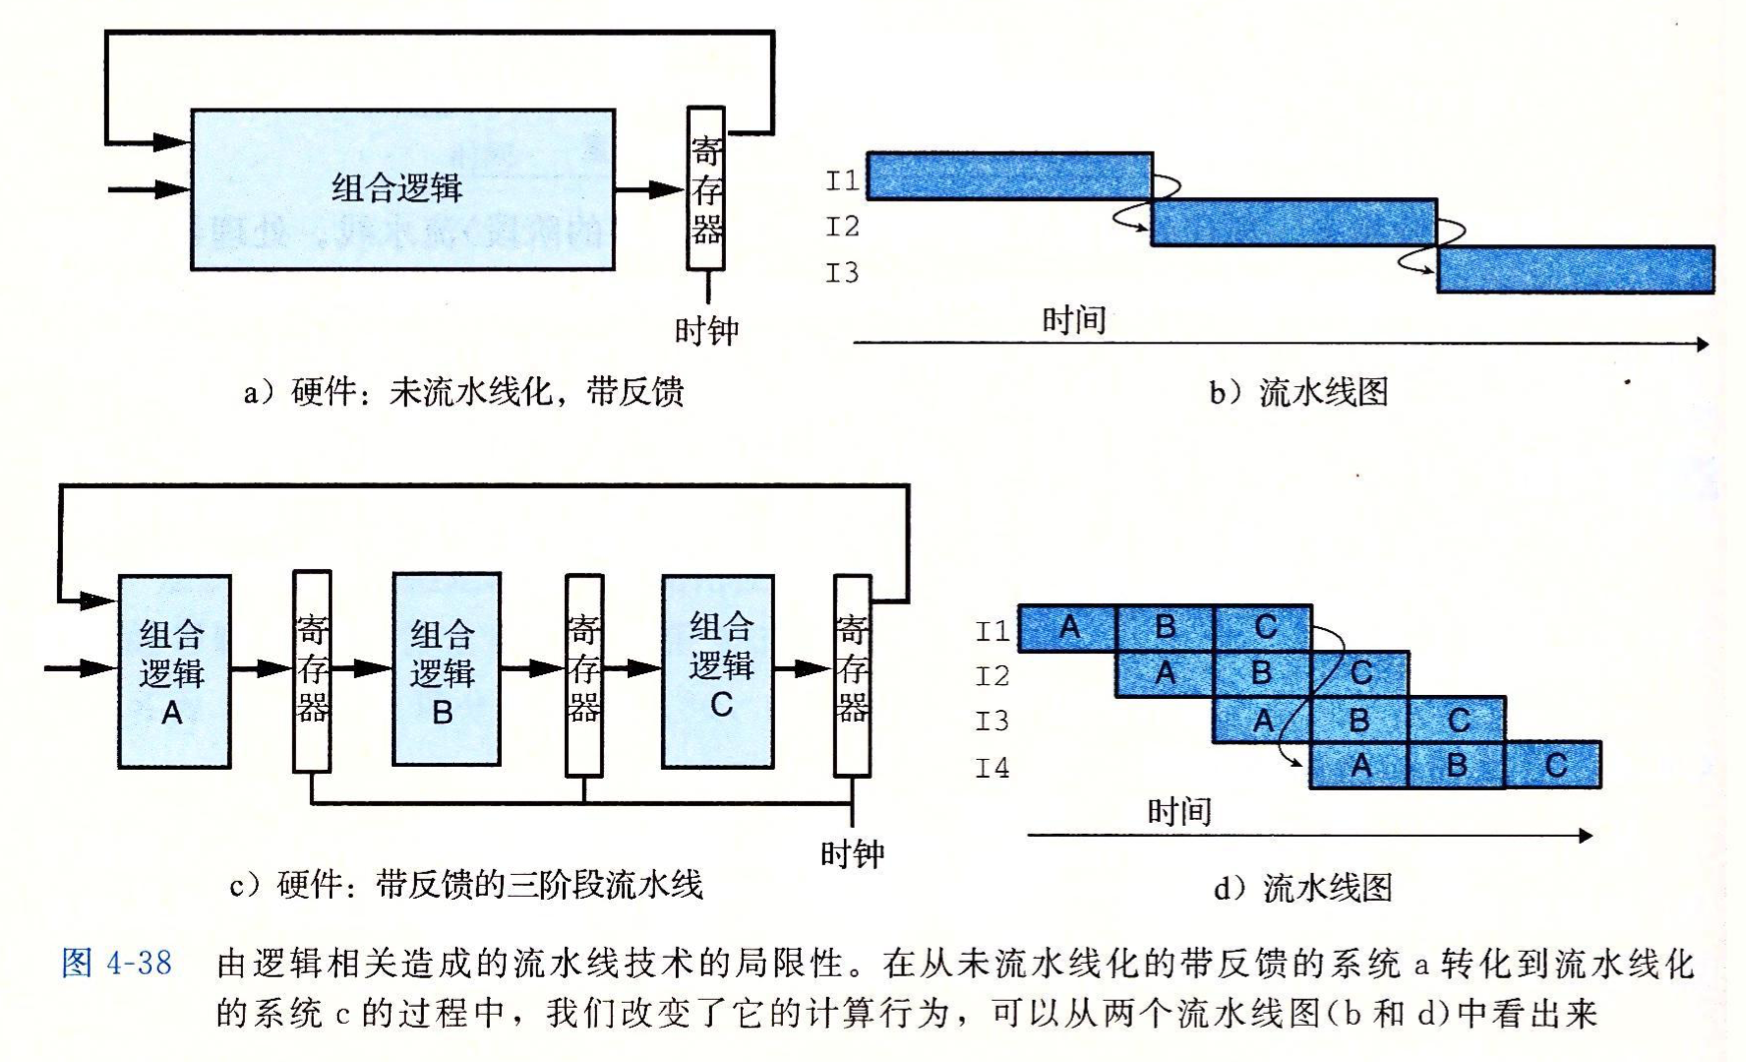 组合逻辑
寄存器
时钟
a）硬件：未流水线化，带反馈
I1
I2
I3
时间
b）流水线图
组合逻辑A
寄存器
组合逻辑B
寄存器
组合逻辑C
寄存器
时钟
c）硬件：带反馈的三阶段流水线
I1 A B C
I2 A B C
I3 A B C
I4 A B C
时间
d）流水线图
图 4-38 由逻辑相关造成的流水线技术的局限性。在从未流水线化的带反馈的系统 a 转化到流水线化
的系统 c 的过程中，我们改变了它的计算行为，可以从两个流水线图(b 和 d)中看出来